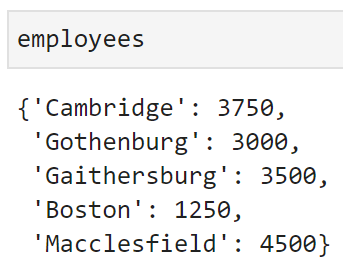 employees
{'Cambridge': 3750,
'Gothenburg': 3000,
'Gaithersburg': 3500,
'Boston': 1250,
'Macclesfield': 4500}